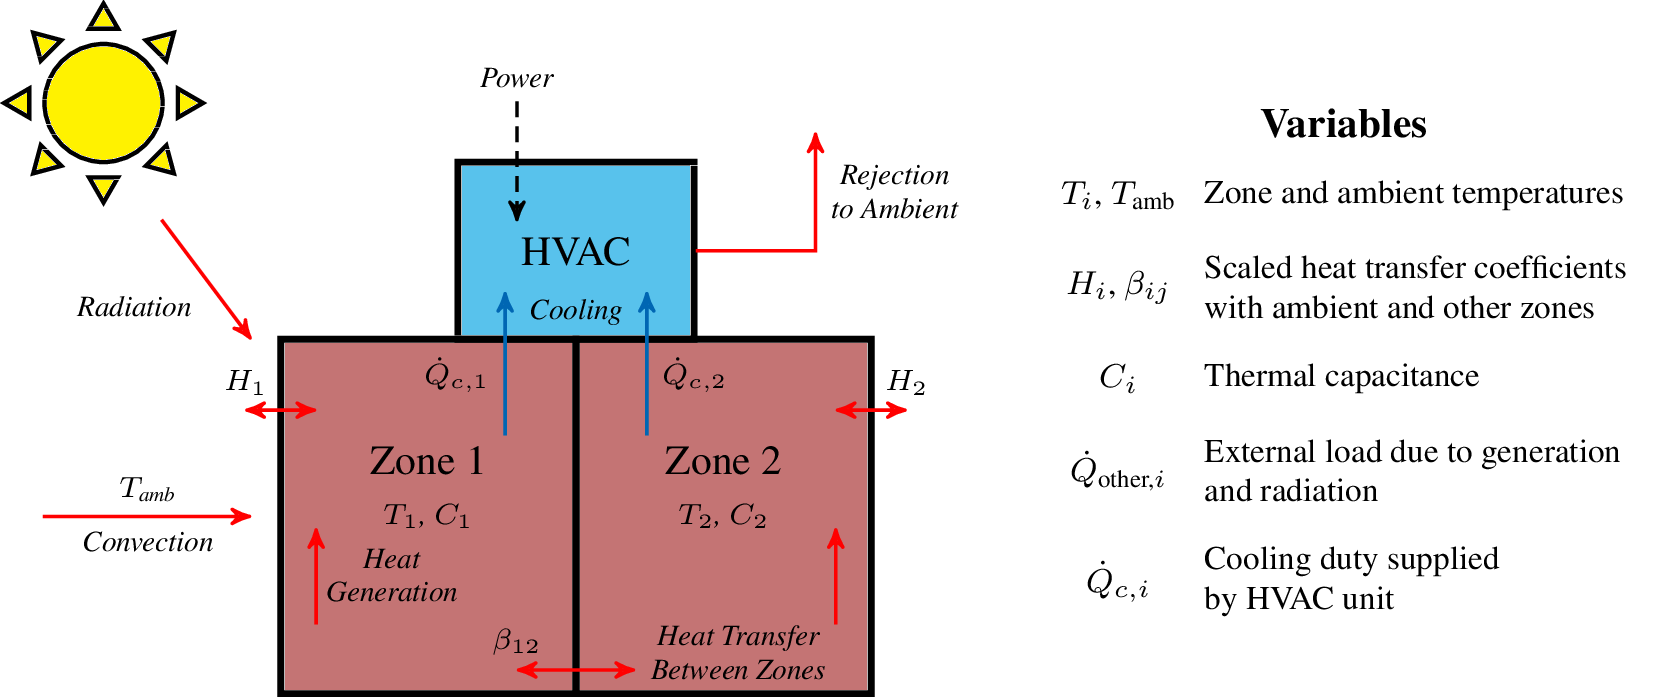 Power
Rejection
to Ambient
HVAC
Cooling
Radiation
H₁
Q̇c,1
Q̇c,2
H₂
Zone 1
Zone 2
Tamb
T₁, C₁
T₂, C₂
Convection
Heat
Generation
β₁₂
Heat Transfer
Between Zones
Variables
Tᵢ, Tamb Zone and ambient temperatures
Hᵢ, βᵢⱼ Scaled heat transfer coefficients
with ambient and other zones
Cᵢ Thermal capacitance
Q̇other,i External load due to generation
and radiation
Q̇c,i Cooling duty supplied
by HVAC unit